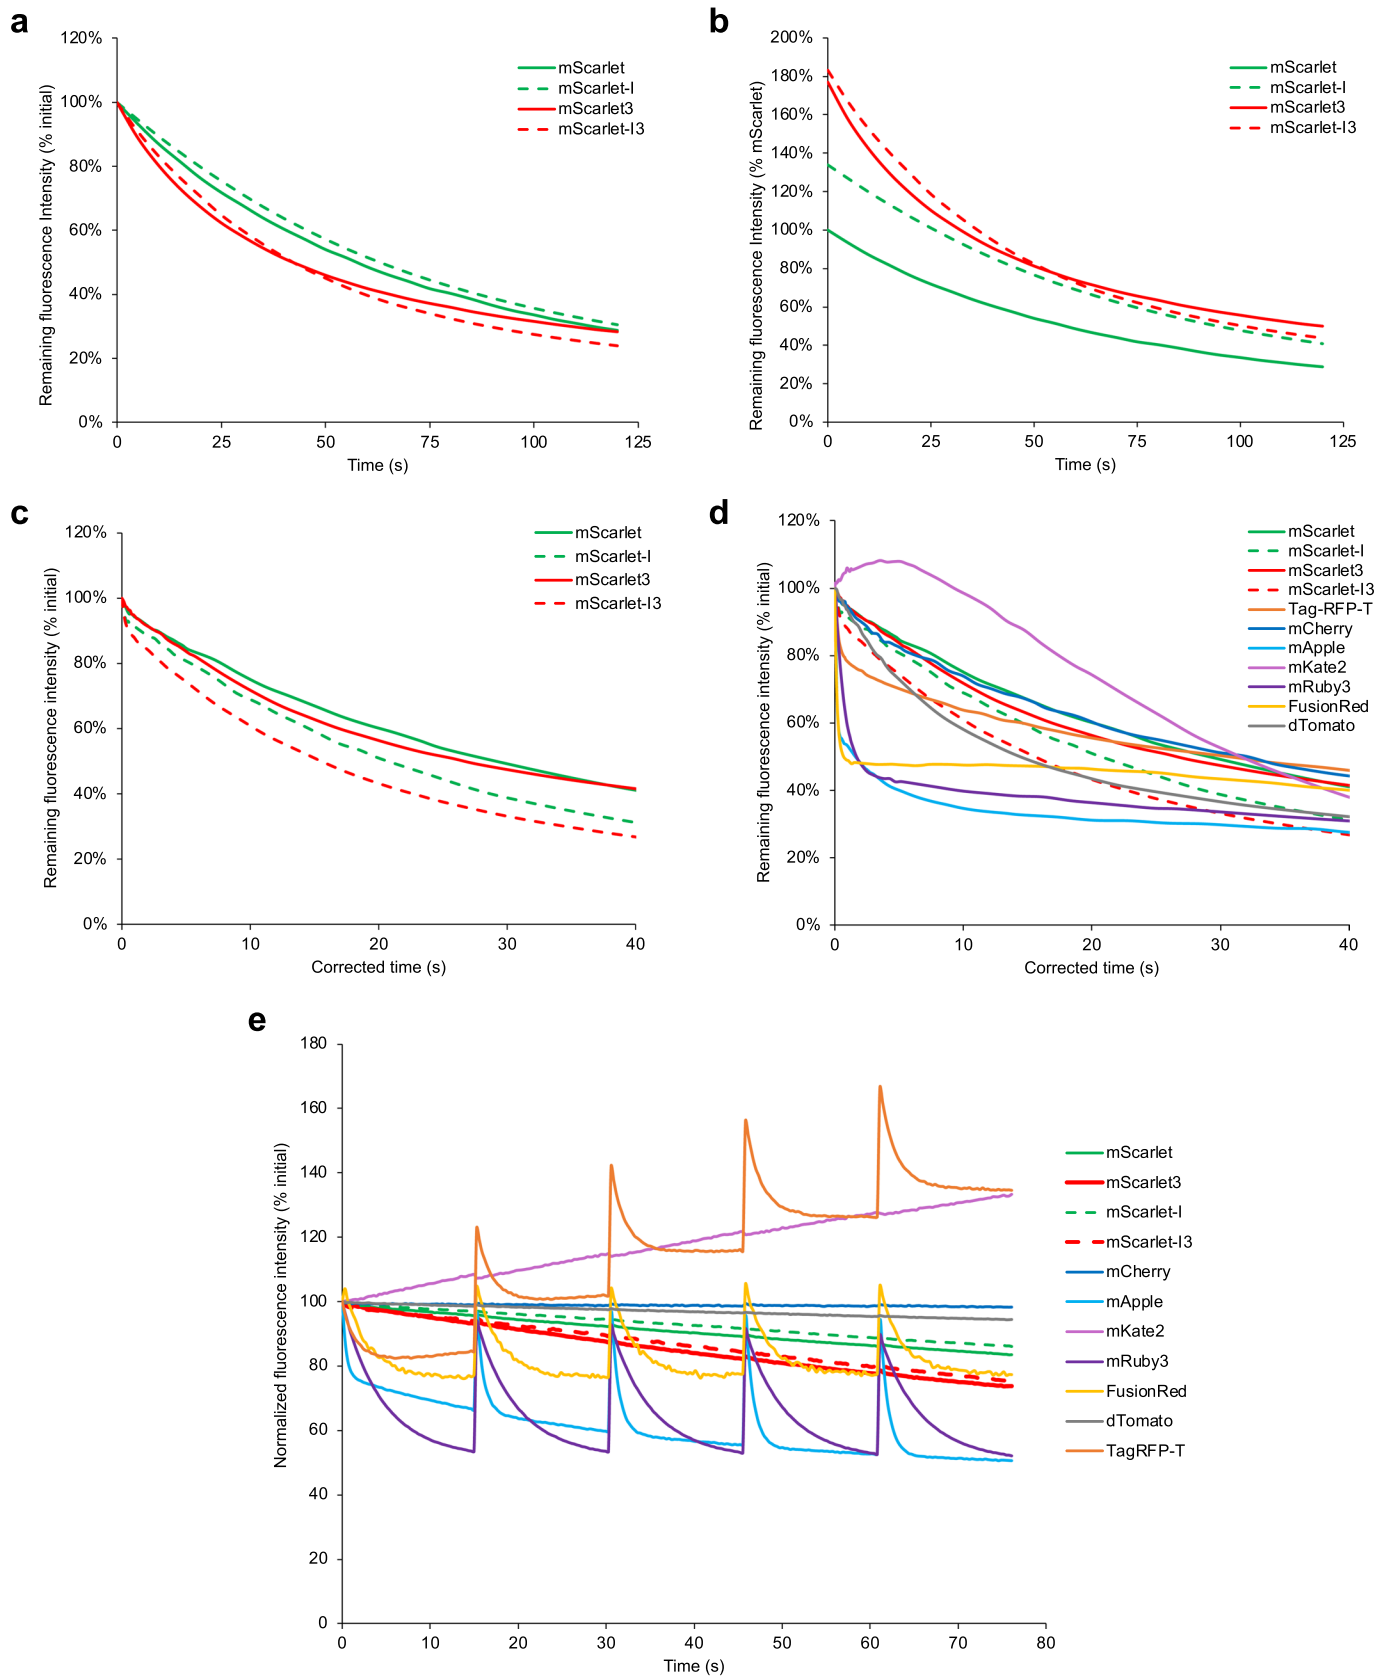 a
120%
100%
80%
60%
40%
20%
0%
0 25 50 75 100 125
Time (s)
Remaining fluorescence Intensity (% initial)
mScarlet
mScarlet-I
mScarlet3
mScarlet-I3
b
200%
180%
160%
140%
120%
100%
80%
60%
40%
20%
0%
0 25 50 75 100 125
Time (s)
Remaining fluorescence Intensity (% mScarlet)
mScarlet
mScarlet-I
mScarlet3
mScarlet-I3
c
120%
100%
80%
60%
40%
20%
0%
0 10 20 30 40
Corrected time (s)
Remaining fluorescence intensity (% initial)
mScarlet
mScarlet-I
mScarlet3
mScarlet-I3
d
120%
100%
80%
60%
40%
20%
0%
0 10 20 30 40
Corrected time (s)
Remaining fluorescence intensity (% initial)
mScarlet
mScarlet-I
mScarlet3
mScarlet-I3
Tag-RFP-T
mCherry
mApple
mKate2
mRuby3
FusionRed
dTomato
e
180
160
140
120
100
80
60
40
20
0
0 10 20 30 40 50 60 70 80
Time (s)
Normalized fluorescence intensity (% initial)
mScarlet
mScarlet3
mScarlet-I
mScarlet-I3
mCherry
mApple
mKate2
mRuby3
FusionRed
dTomato
TagRFP-T